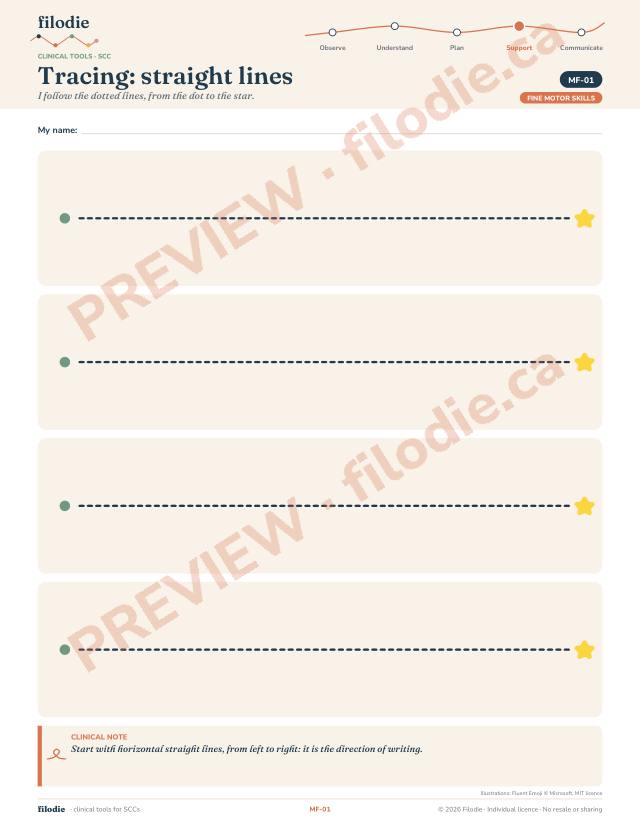 filodie
Observe Understand Plan Support Communicate
CLINICAL TOOLS · SCC
Tracing: straight lines
MF-01
I follow the dotted lines, from the dot to the star.
FINE MOTOR SKILLS
My name:
PREVIEW · filodie.ca
PREVIEW · filodie.ca
CLINICAL NOTE
Start with horizontal straight lines, from left to right: it is the direction of writing.
Illustrations: Fluent Emoji © Microsoft, MIT licence
filodie · clinical tools for SCCs MF-01 © 2026 Filodie · Individual licence · No resale or sharing